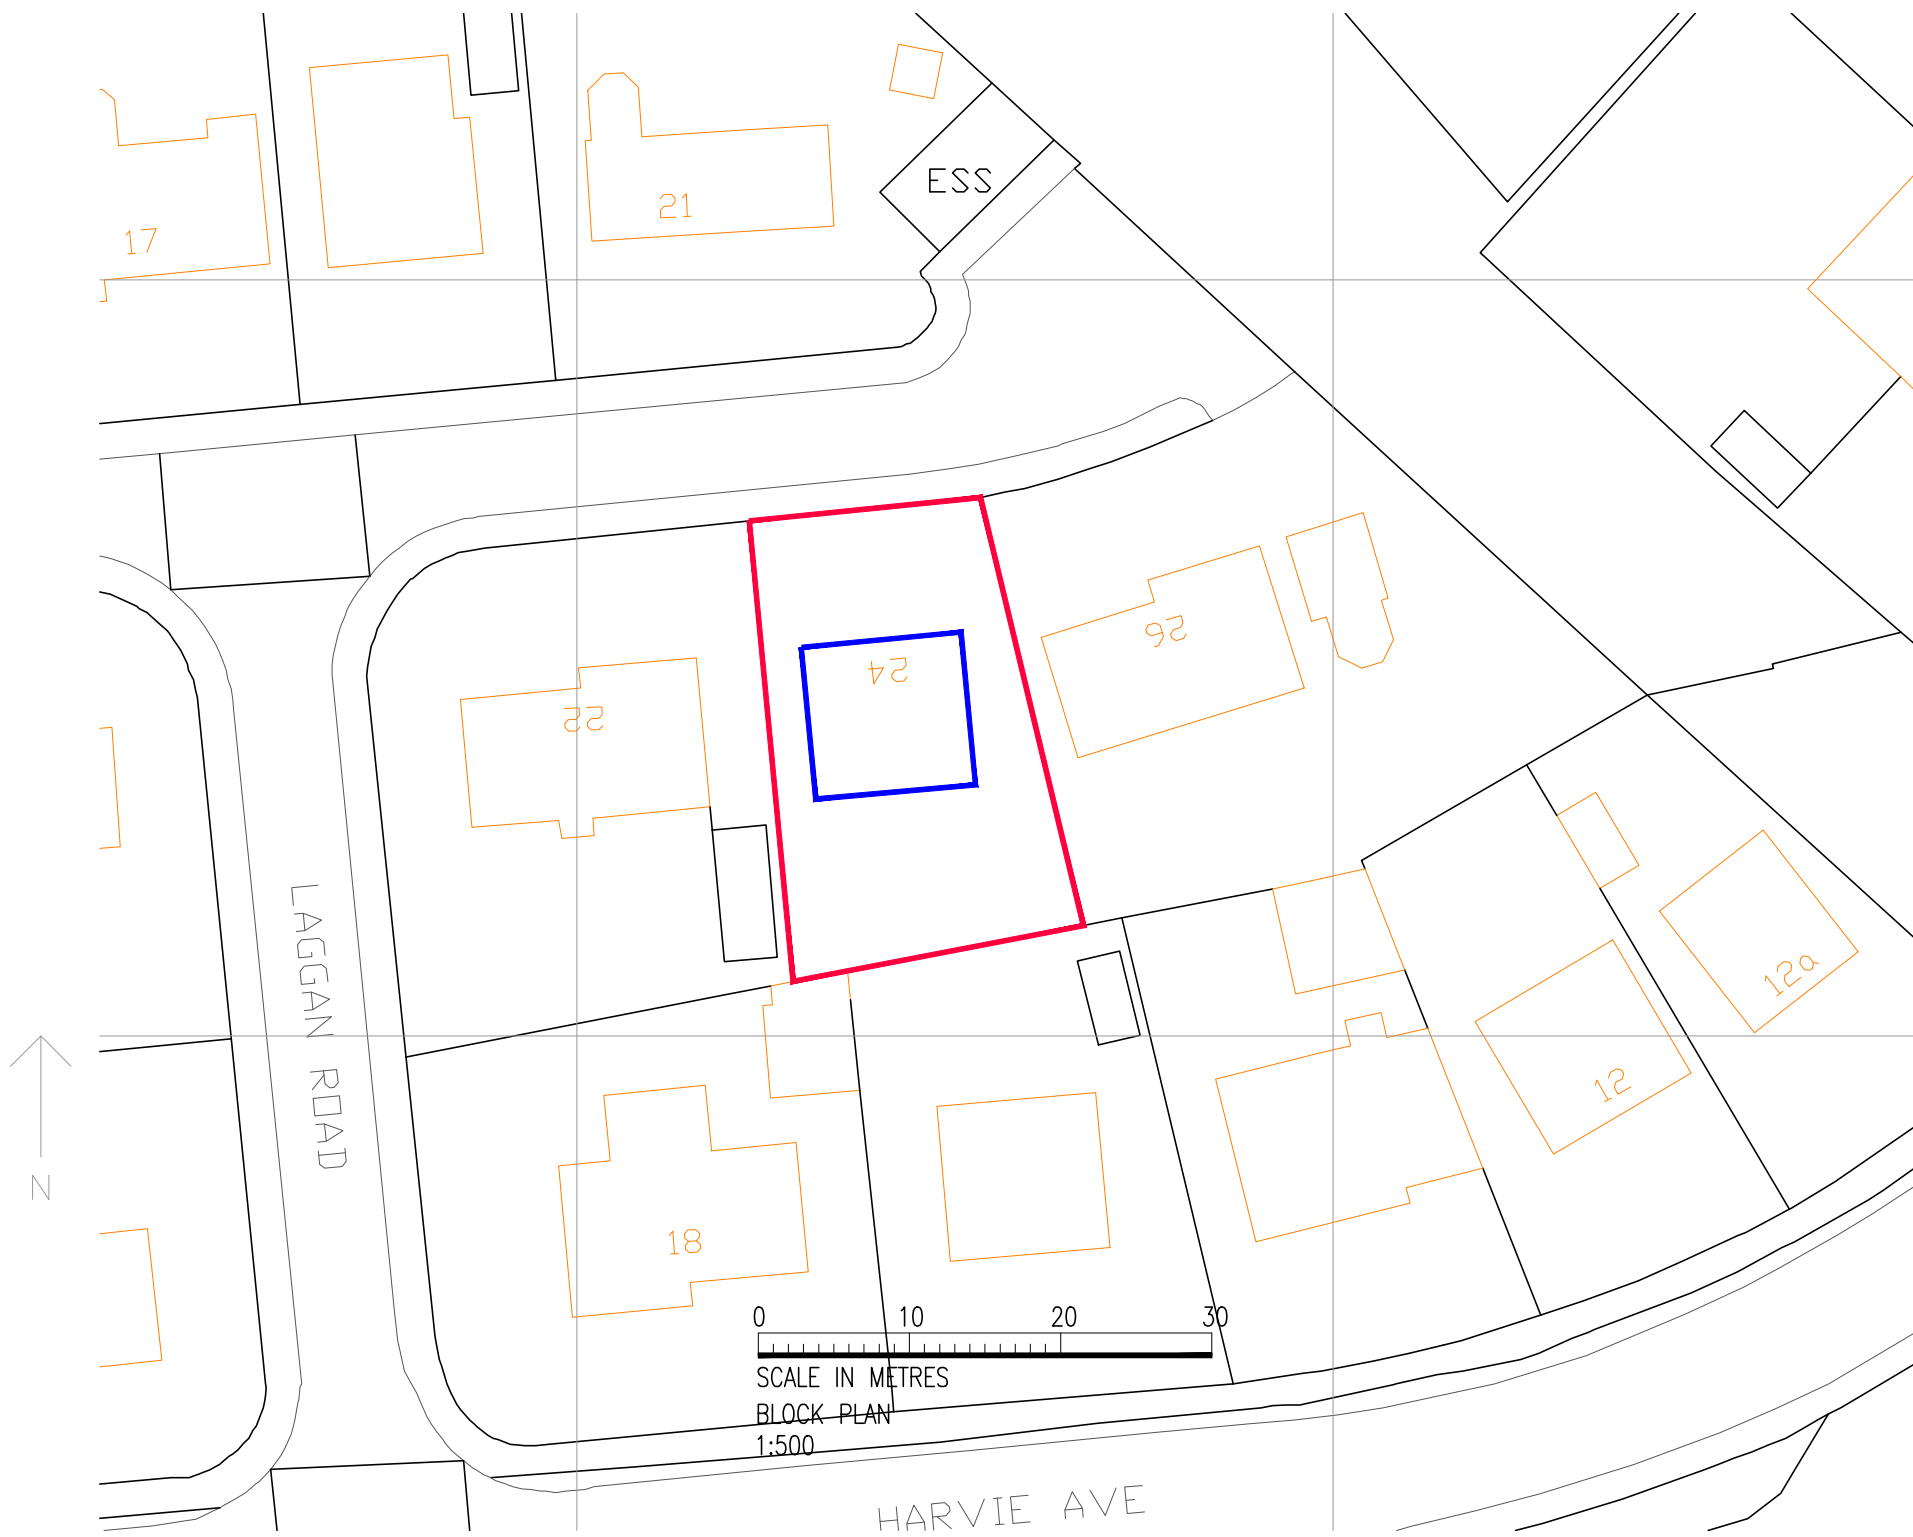 ESS
21
17
26
24
22
LAGGAN ROAD
12a
12
N
18
0 10 20 30
SCALE IN METRES
BLOCK PLAN
1:500
HARVIE AVE